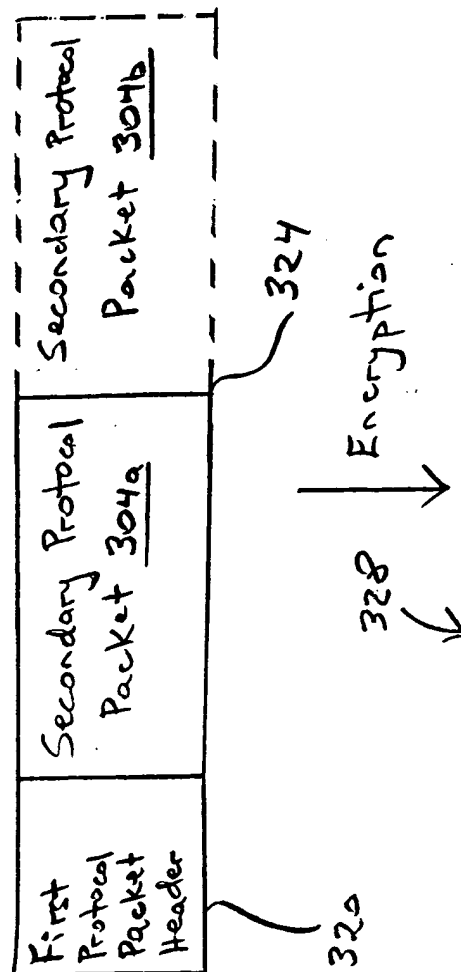 First
Protocol
Packet
Header
Secondary Protocol
Packet 304a
Secondary Protocol
Packet 304b
320
324
328
Encryption